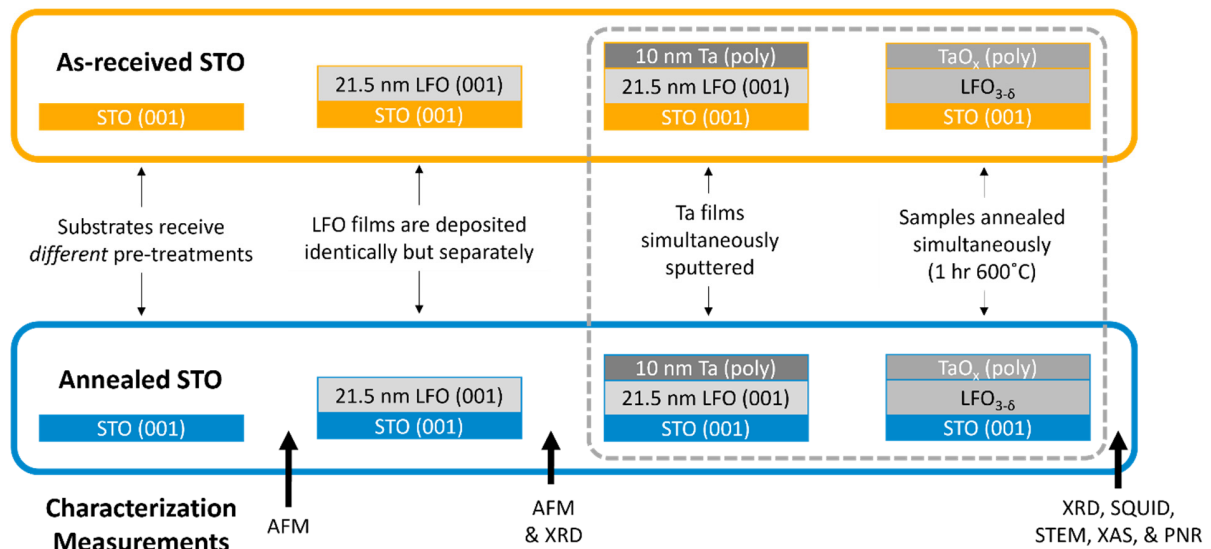 As-received STO
STO (001)
21.5 nm LFO (001)
STO (001)
10 nm Ta (poly)
21.5 nm LFO (001)
STO (001)
TaOₓ (poly)
LFO₃₋δ
STO (001)
Substrates receive
different pre-treatments
LFO films are deposited
identically but separately
Ta films
simultaneously
sputtered
Samples annealed
simultaneously
(1 hr 600˚C)
Annealed STO
STO (001)
21.5 nm LFO (001)
STO (001)
10 nm Ta (poly)
21.5 nm LFO (001)
STO (001)
TaOₓ (poly)
LFO₃₋δ
STO (001)
Characterization
Measurements
AFM
AFM
& XRD
XRD, SQUID,
STEM, XAS, & PNR